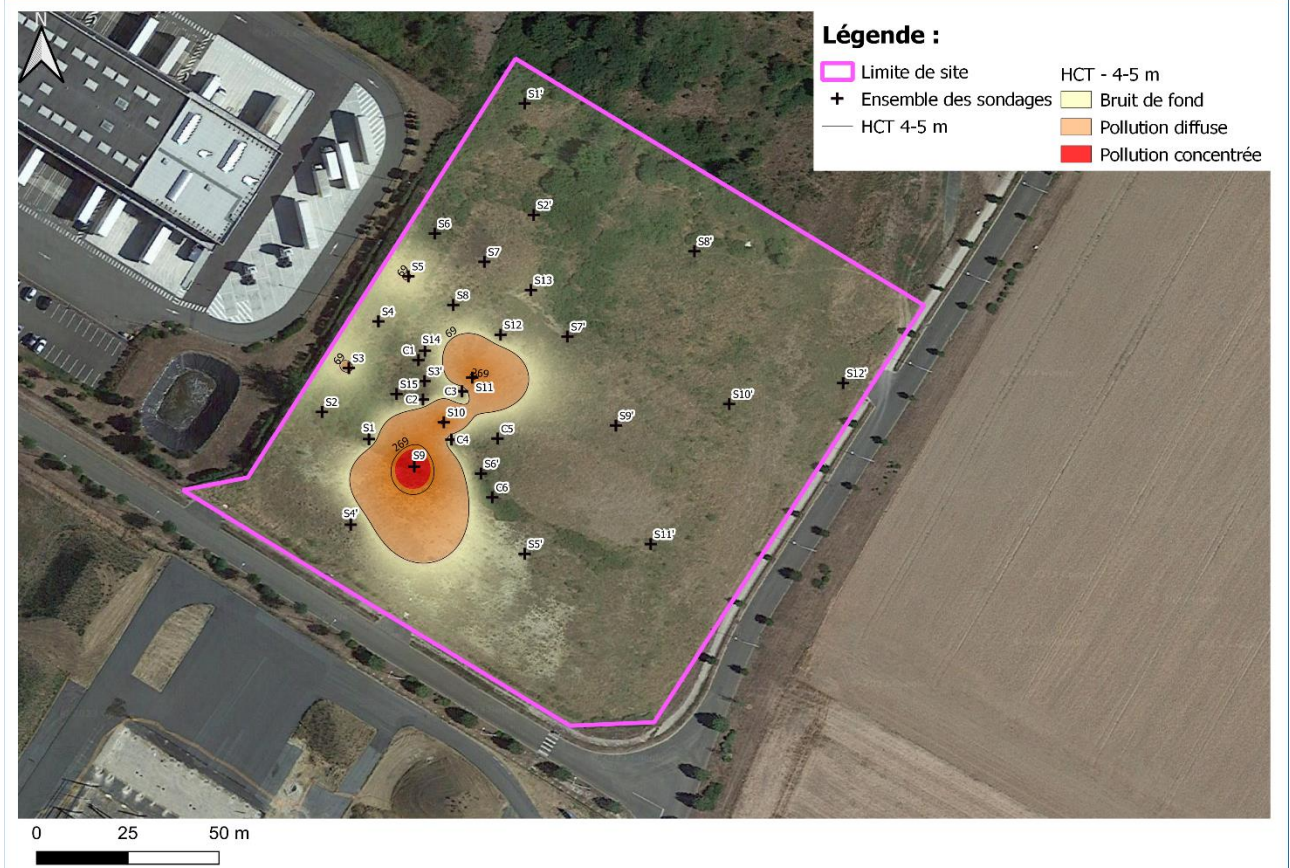 N
Légende :
Limite de site
Ensemble des sondages
HCT 4-5 m
HCT - 4-5 m
Bruit de fond
Pollution diffuse
Pollution concentrée
S1'
S2'
S6
S7
S8'
69
S5
S13
S8
S4
S12
S7'
69
S14
C1
69
S3
S3'
269
S11
S12'
S15
C3
C2
S10'
S2
S10
S9'
S1
C4
C5
269
S9
S6'
C6
S4'
S5'
S11'
0 25 50 m